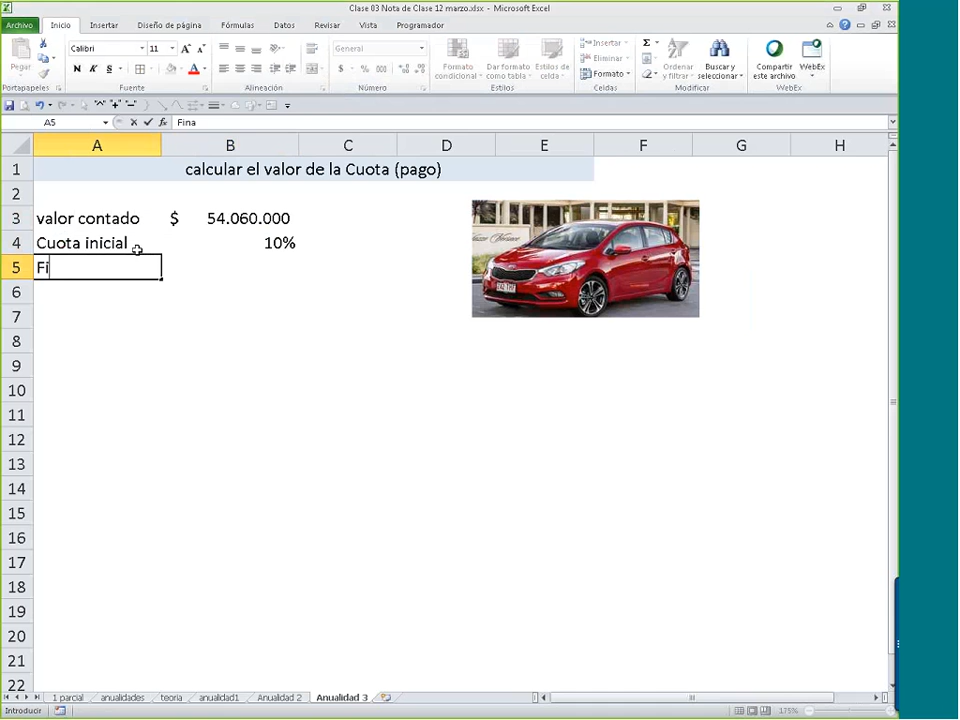 Clase 03 Nota de Clase 12 marzo.xlsx - Microsoft Excel
Archivo Inicio Insertar Diseño de página Fórmulas Datos Revisar Vista Programador
Pegar
Calibri 11
N K S
General
$ % 000
Formato condicional
Dar formato como tabla
Estilos de celda
Insertar
Eliminar
Formato
Σ
Ordenar y filtrar
Buscar y seleccionar
Compartir este archivo
WebEx
Portapapeles Fuente Alineación Número Estilos Celdas Modificar WebEx
A5 fx Fina
A B C D E F G H
1 calcular el valor de la Cuota (pago)
2
3 valor contado $ 54.060.000
4 Cuota inicial 10%
5 Fi
6
7
8
9
10
11
12
13
14
15
16
17
18
19
20
21
22
1 parcial anualidades teoria anualidad1 Anualidad 2 Anualidad 3
Introducir 175%